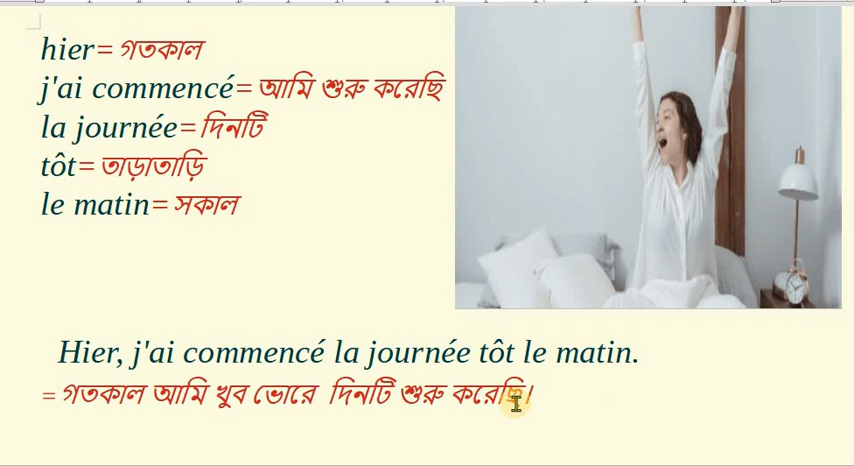 hier= গতকাল
j'ai commencé= আমি শুরু করেছি
la journée= দিনটি
tôt= তাড়াতাড়ি
le matin= সকাল
Hier, j'ai commencé la journée tôt le matin.
= গতকাল আমি খুব ভোরে দিনটি শুরু করেছি।